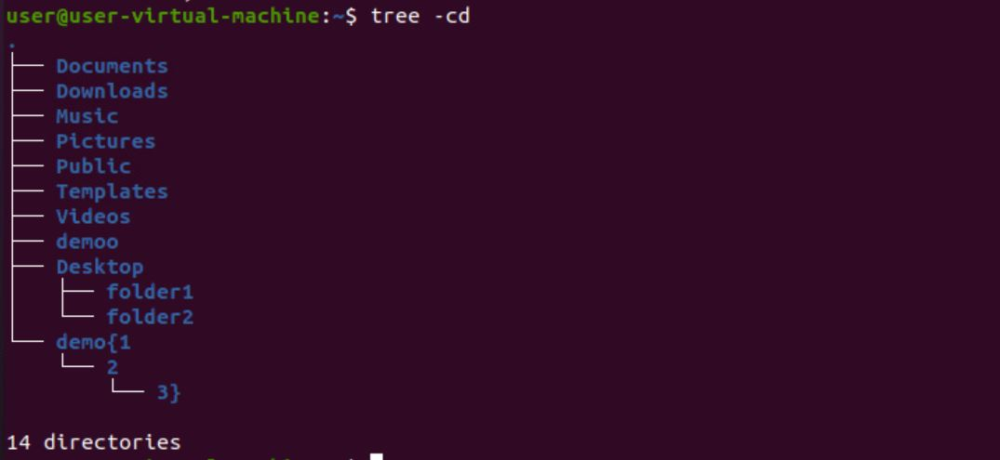 user@user-virtual-machine:~$ tree -cd
.
├── Documents
├── Downloads
├── Music
├── Pictures
├── Public
├── Templates
├── Videos
├── demoo
├── Desktop
│   ├── folder1
│   └── folder2
└── demo{1
    └── 2
        └── 3}
14 directories